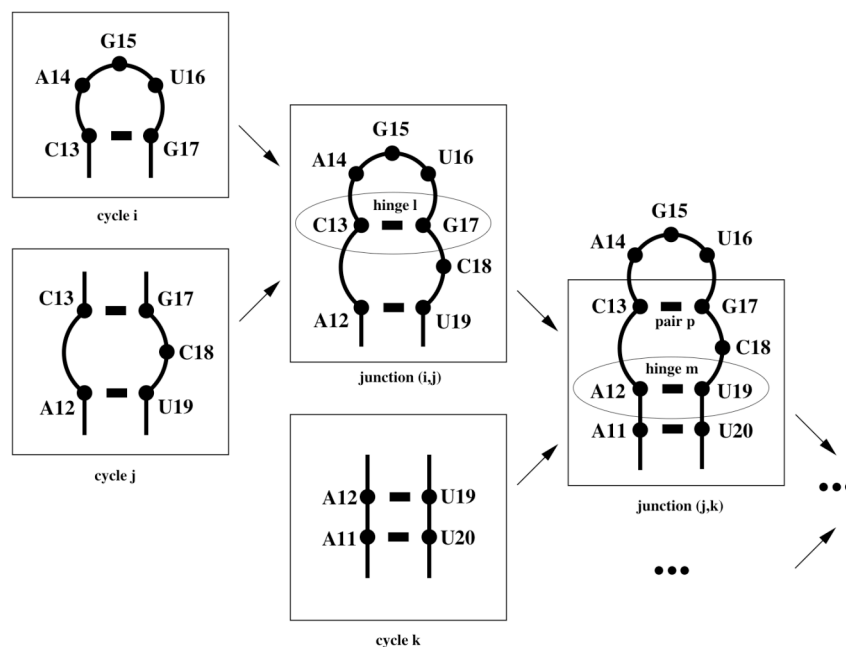 G15
A14
U16
C13
G17
cycle i
C13
G17
C18
A12
U19
cycle j
G15
A14
U16
hinge l
C13
G17
C18
A12
U19
junction (i,j)
A12
U19
A11
U20
cycle k
G15
A14
U16
C13
G17
pair p
C18
hinge m
A12
U19
A11
U20
junction (j,k)